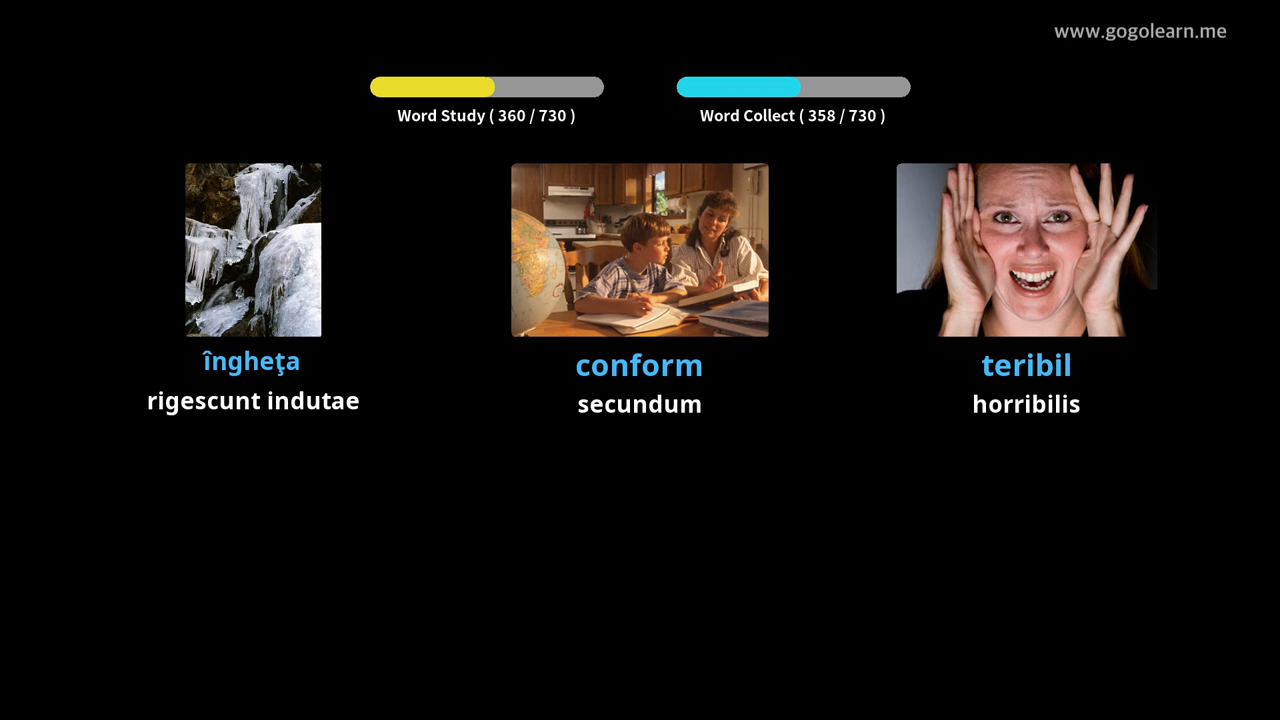 www.gogolearn.me
Word Study ( 360 / 730 )
Word Collect ( 358 / 730 )
îngheţa
conform
teribil
rigescunt indutae
secundum
horribilis